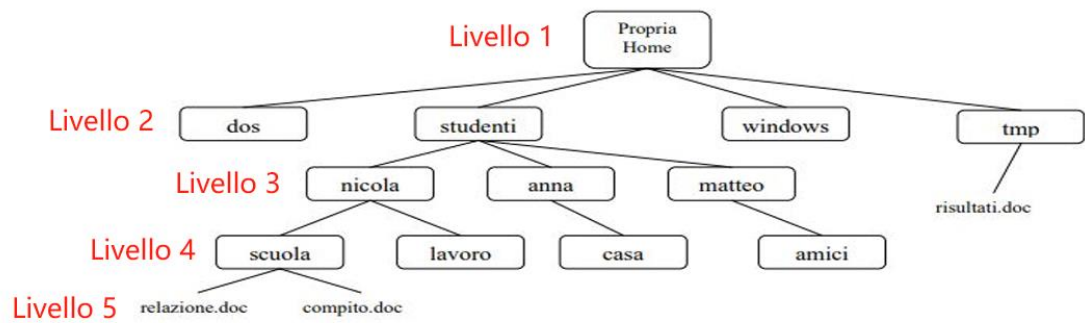 Livello 1
Propria
Home
Livello 2
dos
studenti
windows
tmp
Livello 3
nicola
anna
matteo
risultati.doc
Livello 4
scuola
lavoro
casa
amici
Livello 5
relazione.doc
compito.doc